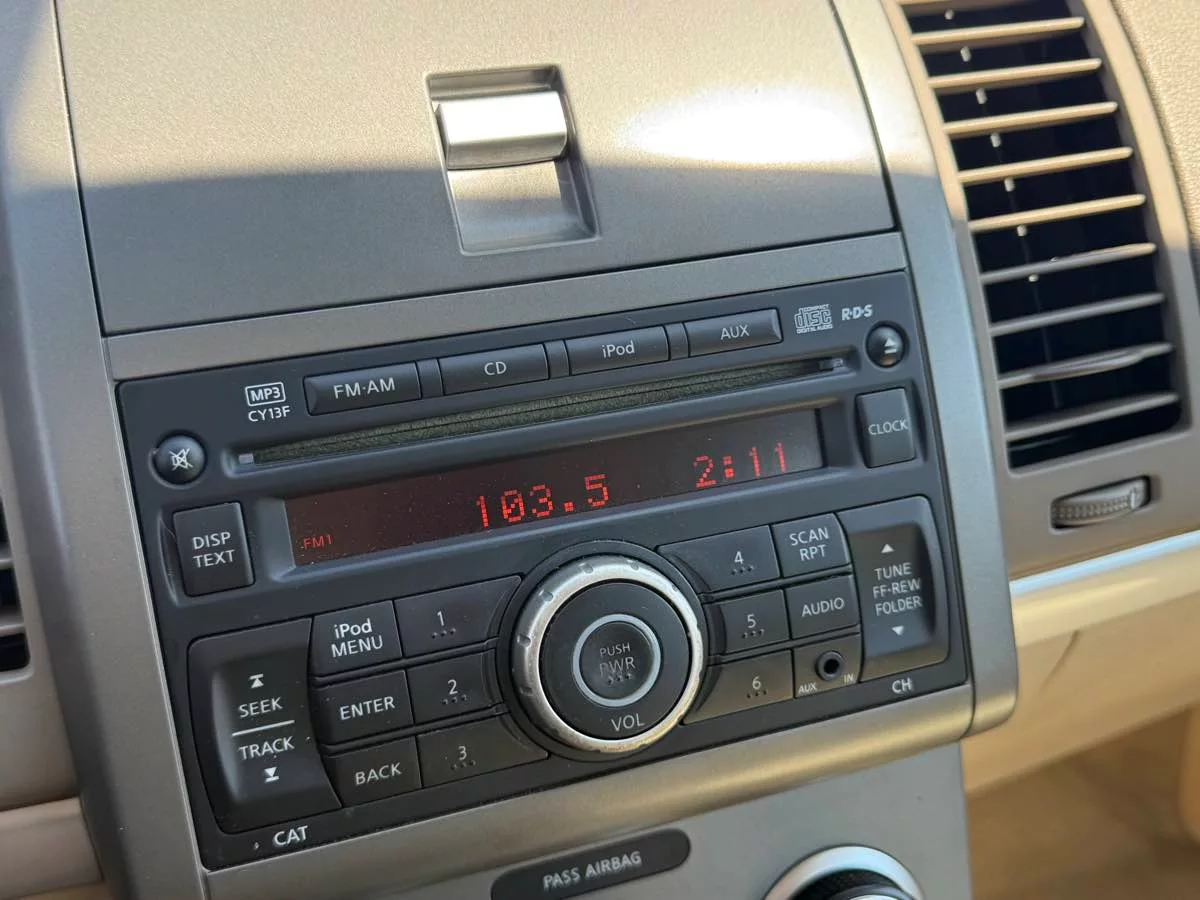 MP3
CY13F
FM·AM
CD
iPod
AUX
COMPACT
disc
DIGITAL AUDIO
R·D·S
CLOCK
DISP
TEXT
FM1
103.5
2:11
iPod
MENU
ENTER
BACK
SEEK
TRACK
CAT
1
2
3
PUSH
PWR
VOL
4
5
6
SCAN
RPT
AUDIO
AUX IN
TUNE
FF·REW
FOLDER
CH
PASS AIRBAG